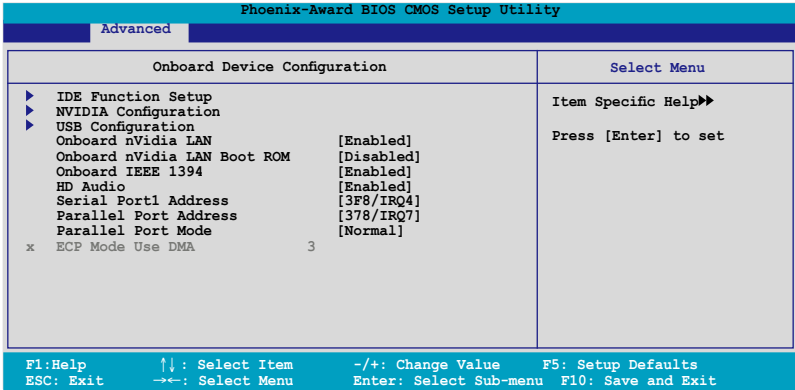 Phoenix-Award BIOS CMOS Setup Utility
Advanced
Onboard Device Configuration
Select Menu
IDE Function Setup
NVIDIA Configuration
USB Configuration
Onboard nVidia LAN [Enabled]
Onboard nVidia LAN Boot ROM [Disabled]
Onboard IEEE 1394 [Enabled]
HD Audio [Enabled]
Serial Port1 Address [3F8/IRQ4]
Parallel Port Address [378/IRQ7]
Parallel Port Mode [Normal]
x ECP Mode Use DMA 3
Item Specific Help
Press [Enter] to set
F1:Help ↑↓: Select Item -/+: Change Value F5: Setup Defaults
ESC: Exit →←: Select Menu Enter: Select Sub-menu F10: Save and Exit